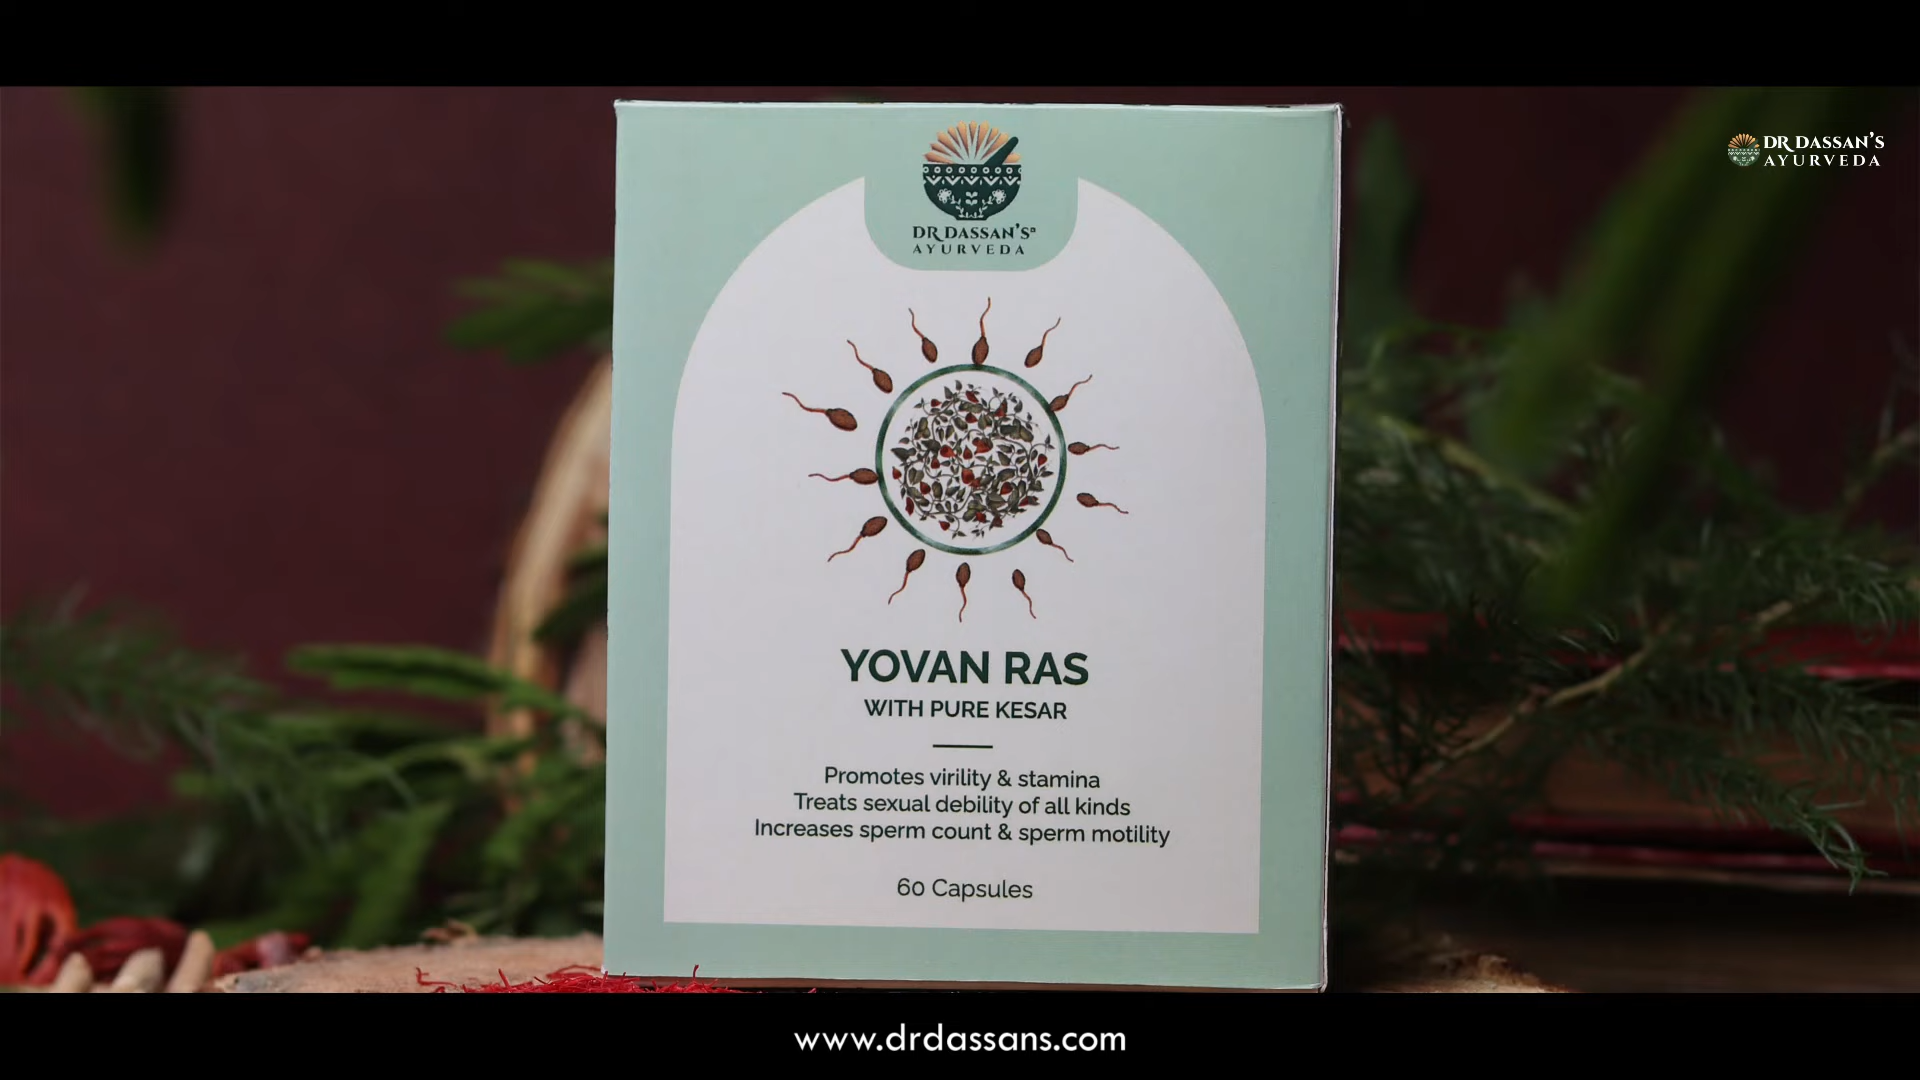 DR DASSAN'S
AYURVEDA
DR DASSAN'S
AYURVEDA
YOVAN RAS
WITH PURE KESAR
Promotes virility & stamina
Treats sexual debility of all kinds
Increases sperm count & sperm motility
60 Capsules
www.drdassans.com